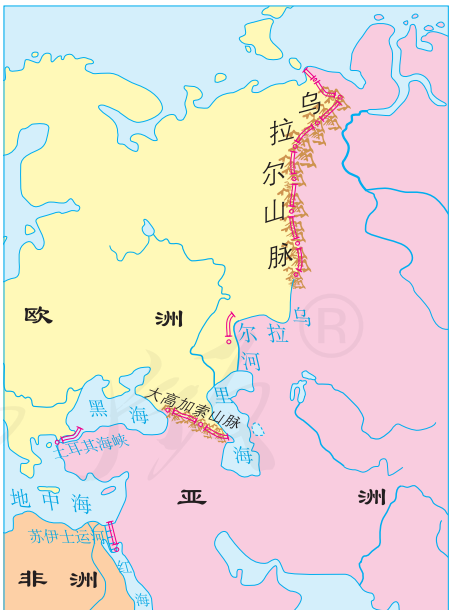 乌拉尔山脉
欧洲
乌拉尔河
里海
大高加索山脉
黑海
土耳其海峡
地中海
亚洲
苏伊士运河
非洲
红海
®